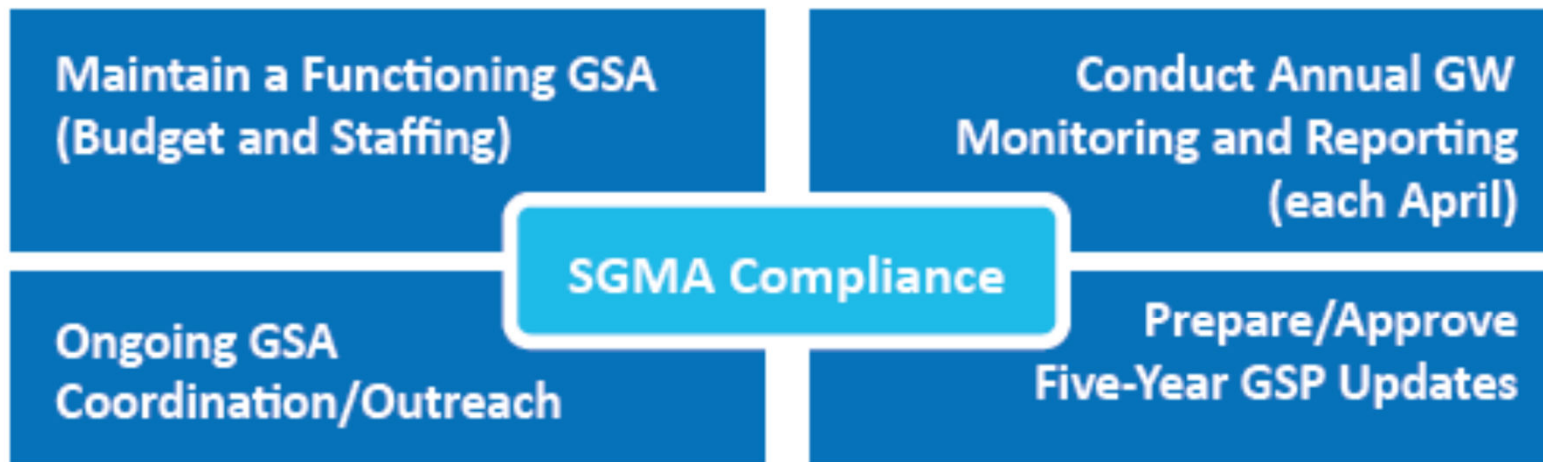 Maintain a Functioning GSA
(Budget and Staffing)
Conduct Annual GW
Monitoring and Reporting
(each April)
SGMA Compliance
Ongoing GSA
Coordination/Outreach
Prepare/Approve
Five-Year GSP Updates